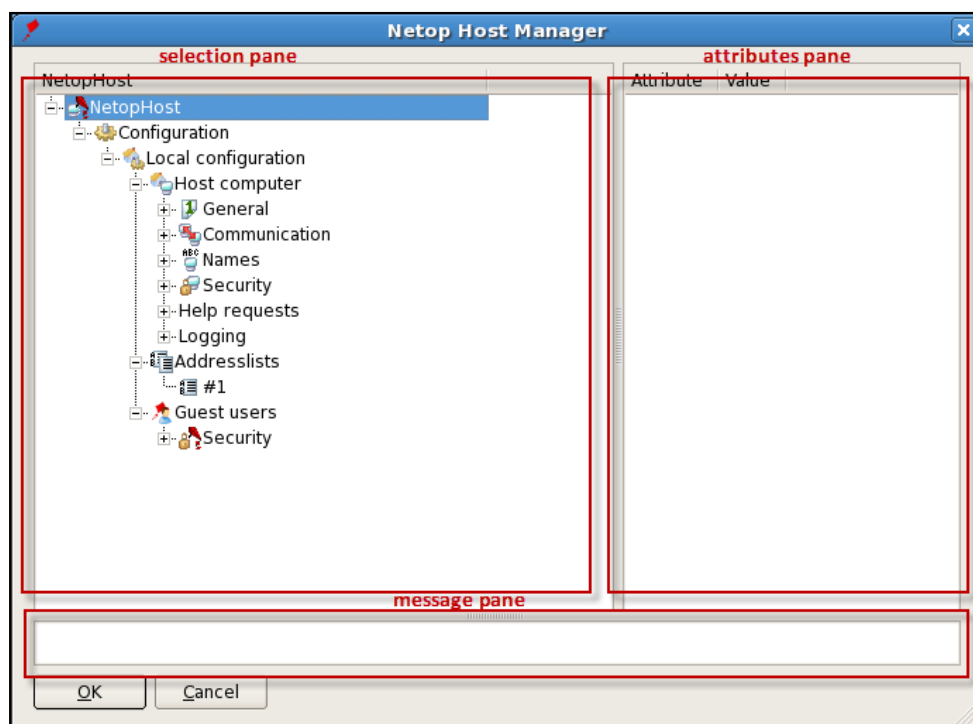 Netop Host Manager
selection pane
attributes pane
NetopHost
Attribute Value
NetopHost
Configuration
Local configuration
Host computer
General
Communication
ABC
Names
Security
Help requests
Logging
Addresslists
#1
Guest users
Security
message pane
OK Cancel